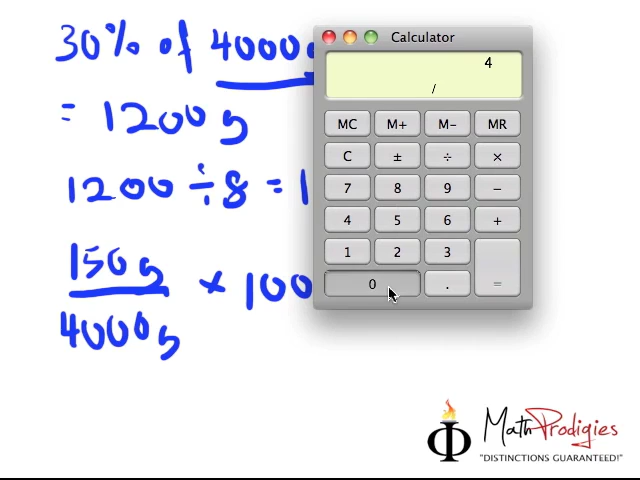 30% of 4000g
= 1200g
1200 ÷ 8 = 1
150g
× 100
4000g
Calculator
4
/
MC M+ M- MR
C ± ÷ ×
7 8 9 −
4 5 6 +
1 2 3
0 . =
MathProdigies
"DISTINCTIONS GUARANTEED!"